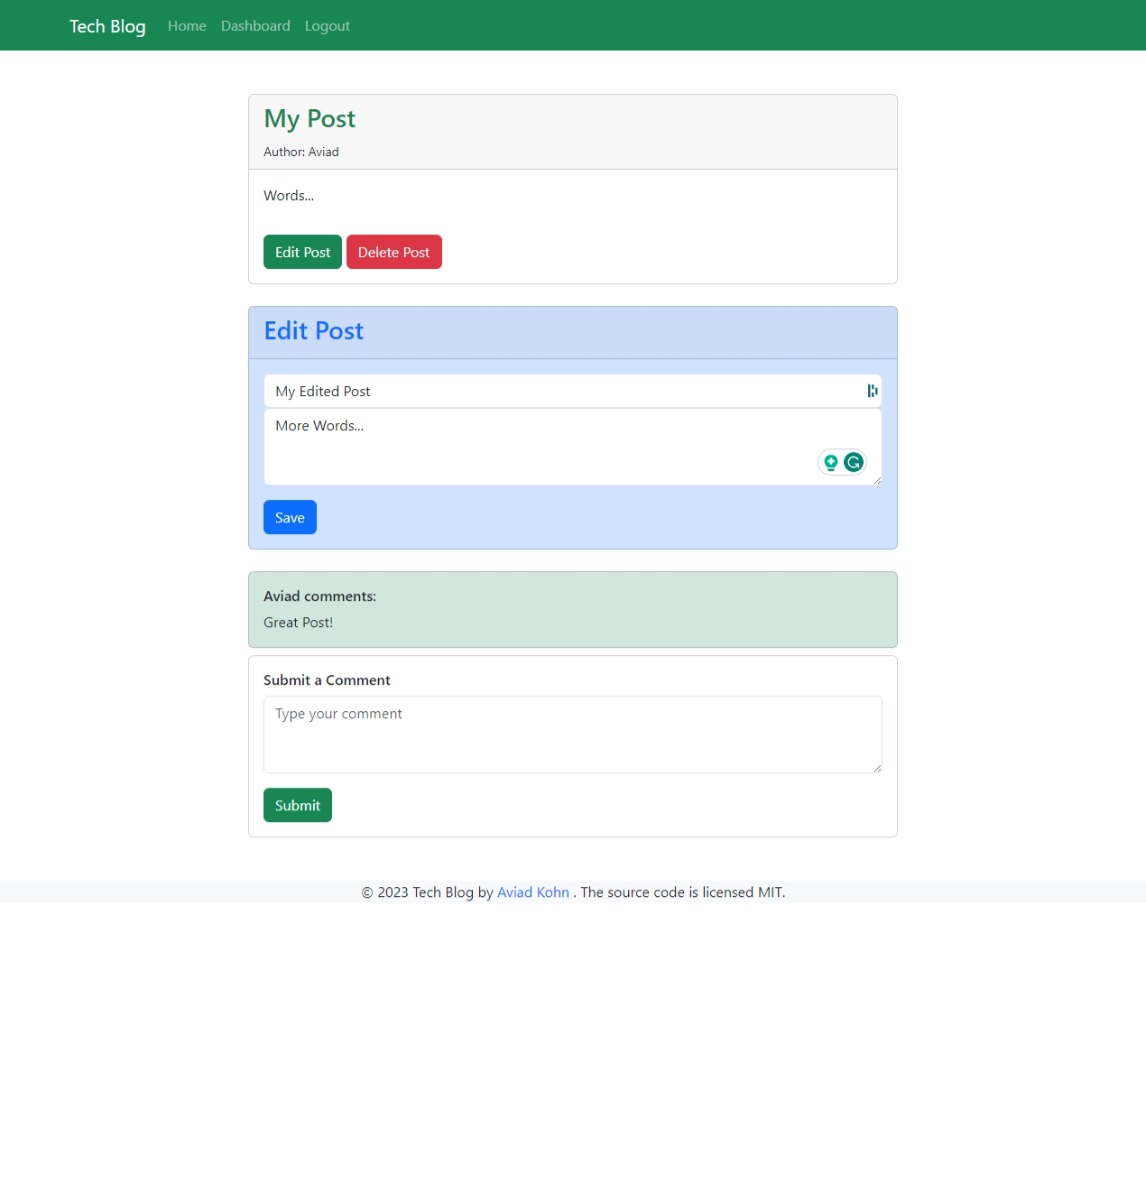 Tech Blog Home Dashboard Logout
My Post
Author: Aviad
Words...
Edit Post Delete Post
Edit Post
My Edited Post
More Words...
Save
Aviad comments:
Great Post!
Submit a Comment
Type your comment
Submit
© 2023 Tech Blog by Aviad Kohn . The source code is licensed MIT.